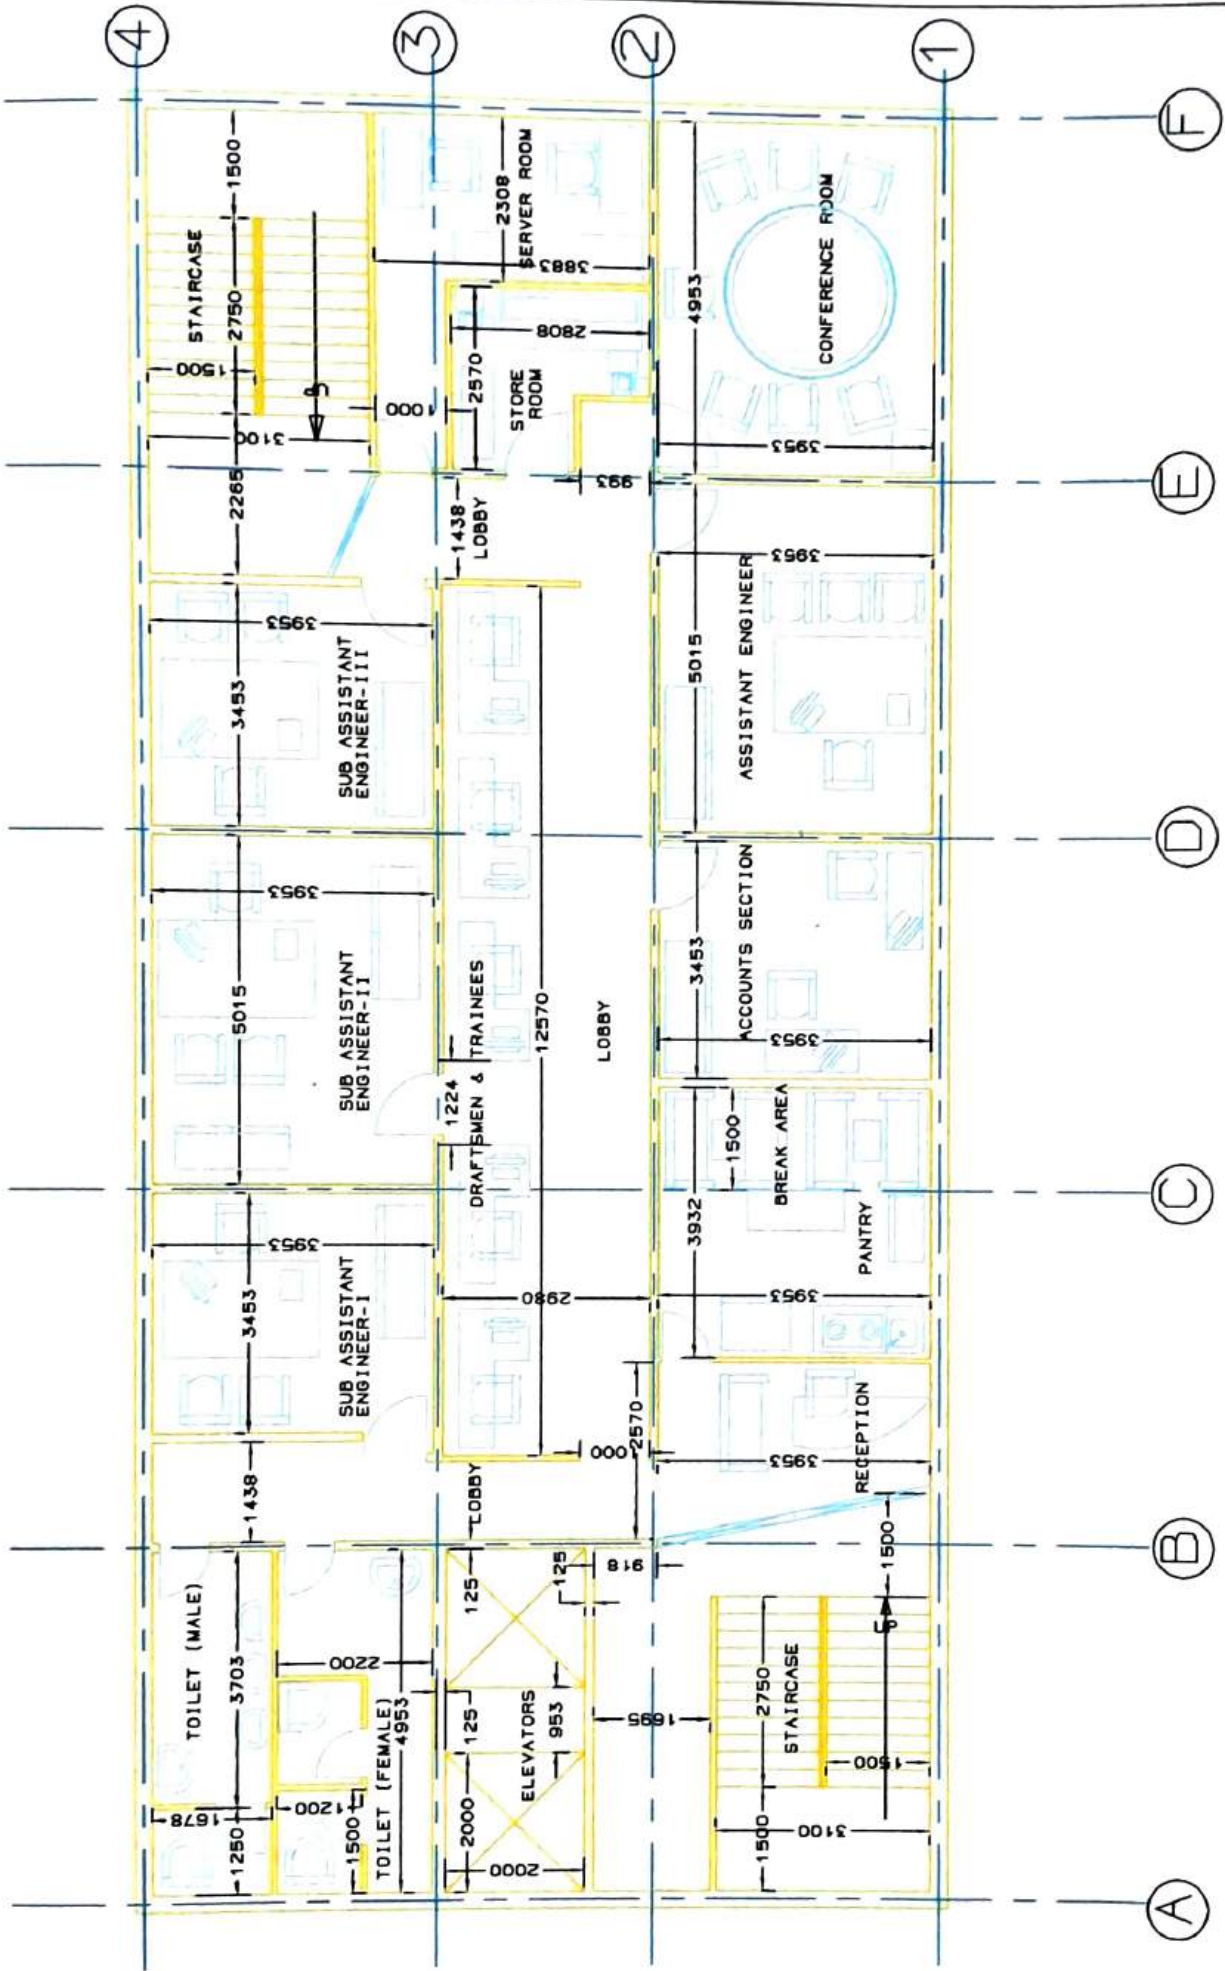 4
3
2
1
F
E
D
C
B
A
STAIRCASE
1500
2750
1500
UP
3100
2265
SERVER ROOM
2308
3883
STORE
ROOM
2570
2808
1000
993
CONFERENCE ROOM
4953
3953
LOBBY
1438
SUB ASSISTANT
ENGINEER-III
3453
3953
ASSISTANT ENGINEER
5015
3953
SUB ASSISTANT
ENGINEER-II
5015
3953
DRAFTSMEN & TRAINEES
1224
12570
2980
LOBBY
ACCOUNTS SECTION
3453
3953
BREAK AREA
1500
3932
PANTRY
3953
SUB ASSISTANT
ENGINEER-I
3453
3953
1438
LOBBY
1000
2570
RECEPTION
3953
1500
TOILET (MALE)
3703
1678
1250
TOILET (FEMALE)
4953
2200
1200
1500
ELEVATORS
125
125
125
918
953
2000
2000
1695
STAIRCASE
2750
UP
1500
1500
3100